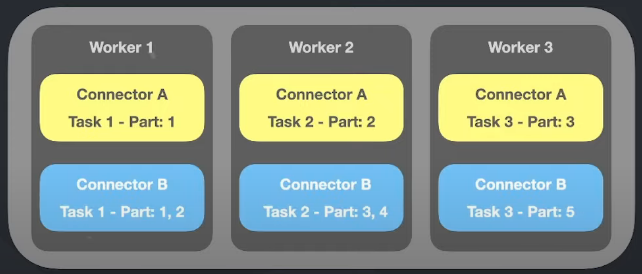 Worker 1
Connector A
Task 1 - Part: 1
Connector B
Task 1 - Part: 1, 2
Worker 2
Connector A
Task 2 - Part: 2
Connector B
Task 2 - Part: 3, 4
Worker 3
Connector A
Task 3 - Part: 3
Connector B
Task 3 - Part: 5